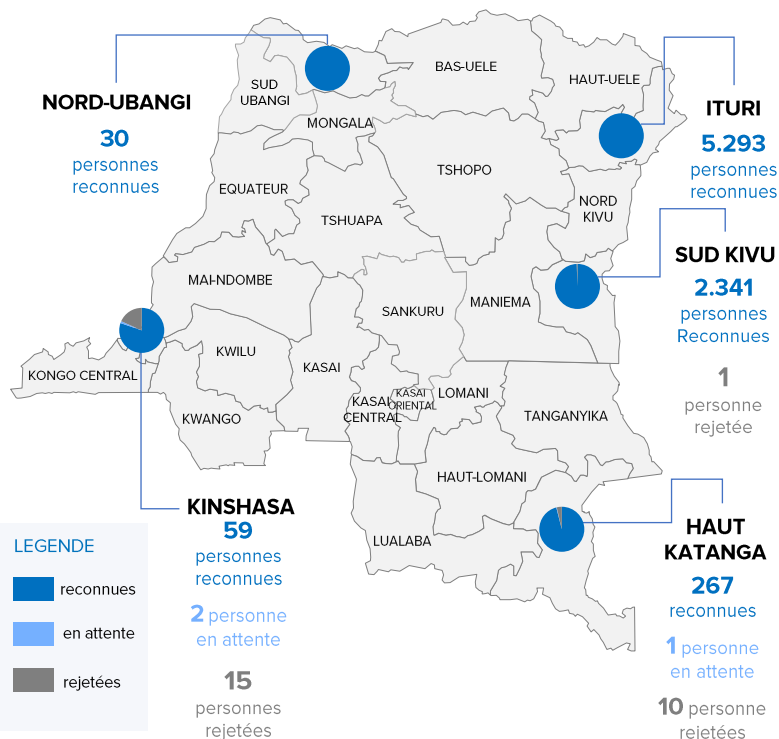 BAS-UELE
HAUT-UELE
SUD
UBANGI
NORD-UBANGI
30
personnes
reconnues
MONGALA
ITURI
5.293
personnes
reconnues
TSHOPO
EQUATEUR
TSHUAPA
NORD
KIVU
SUD KIVU
2.341
personnes
Reconnues
1
personne
rejetée
MAI-NDOMBE
SANKURU
MANIEMA
KWILU
KASAI
KONGO CENTRAL
KWANGO
KASAI
CENTRAL
KASAI
ORIENTAL
LOMANI
TANGANYIKA
HAUT-LOMANI
LUALABA
KINSHASA
59
personnes
reconnues
2 personne
en attente
15
personnes
rejetées
HAUT
KATANGA
267
reconnues
1 personne
en attente
10 personne
rejetées
LEGENDE
reconnues
en attente
rejetées